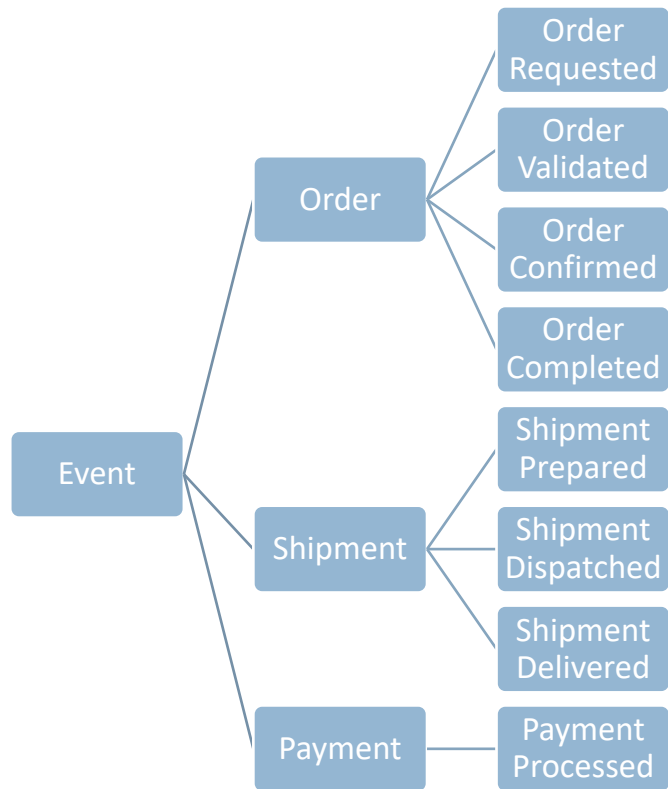 Event
Order
Order
Requested
Order
Validated
Order
Confirmed
Order
Completed
Shipment
Shipment
Prepared
Shipment
Dispatched
Shipment
Delivered
Payment
Payment
Processed